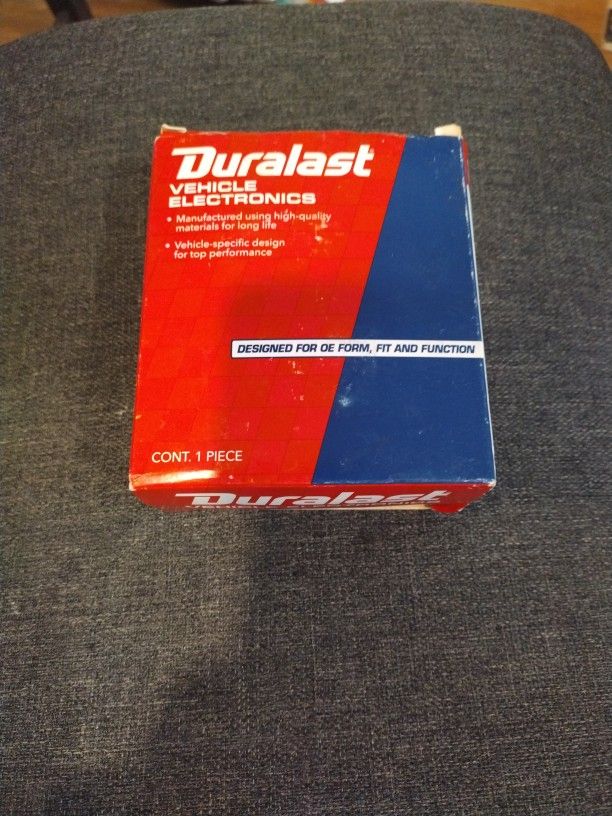 Duralast
VEHICLE
ELECTRONICS
• Manufactured using high-quality
materials for long life
• Vehicle-specific design
for top performance
DESIGNED FOR OE FORM, FIT AND FUNCTION
CONT. 1 PIECE
Duralast